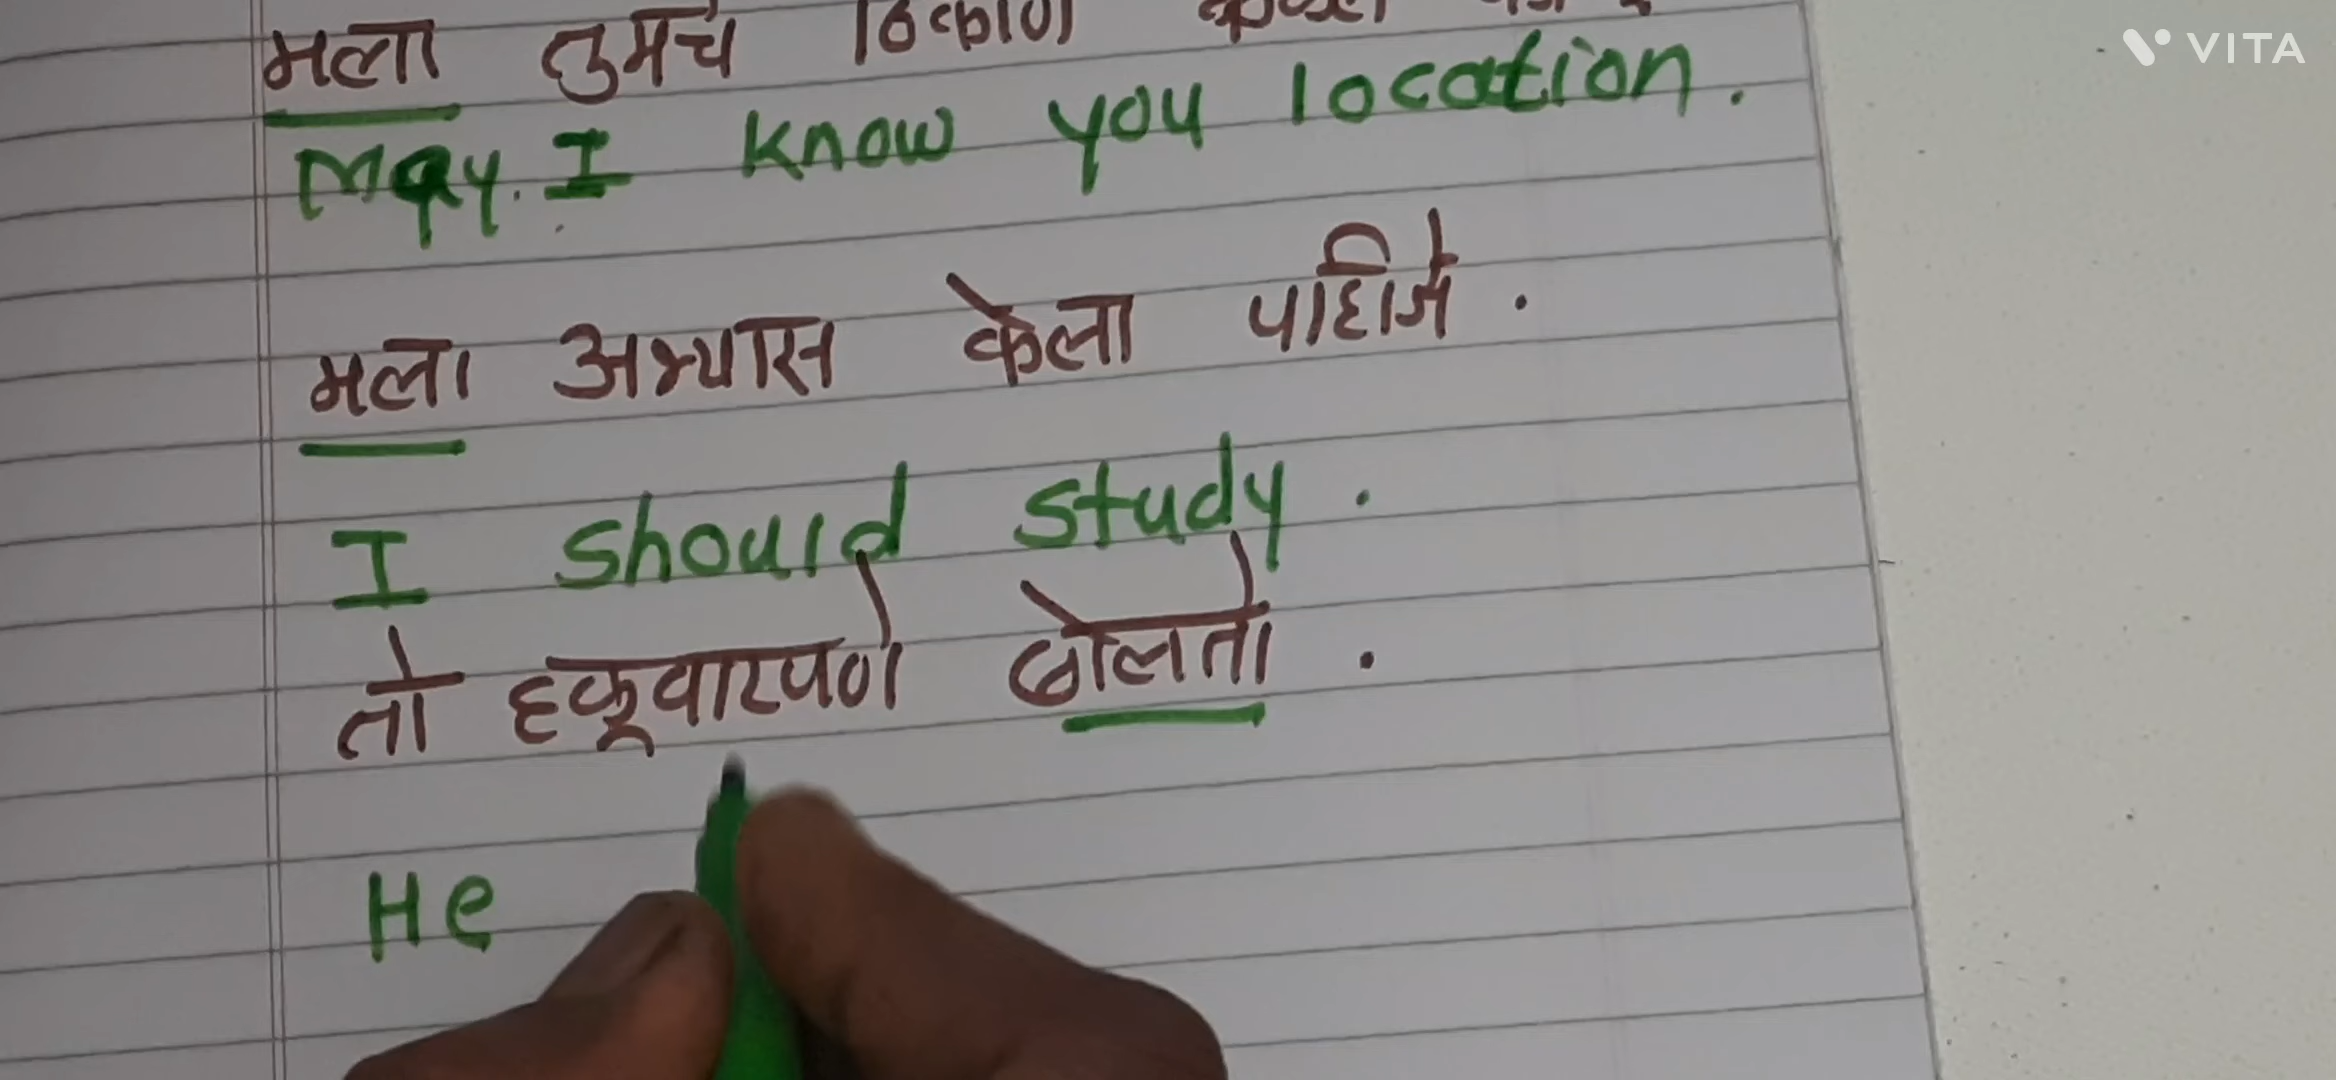 मला तुमचे ठिकाण
May. I know you location.
मला अभ्यास केला पाहिजे.
I should study.
तो हळूवारपणे बोलतो.
He
VITA